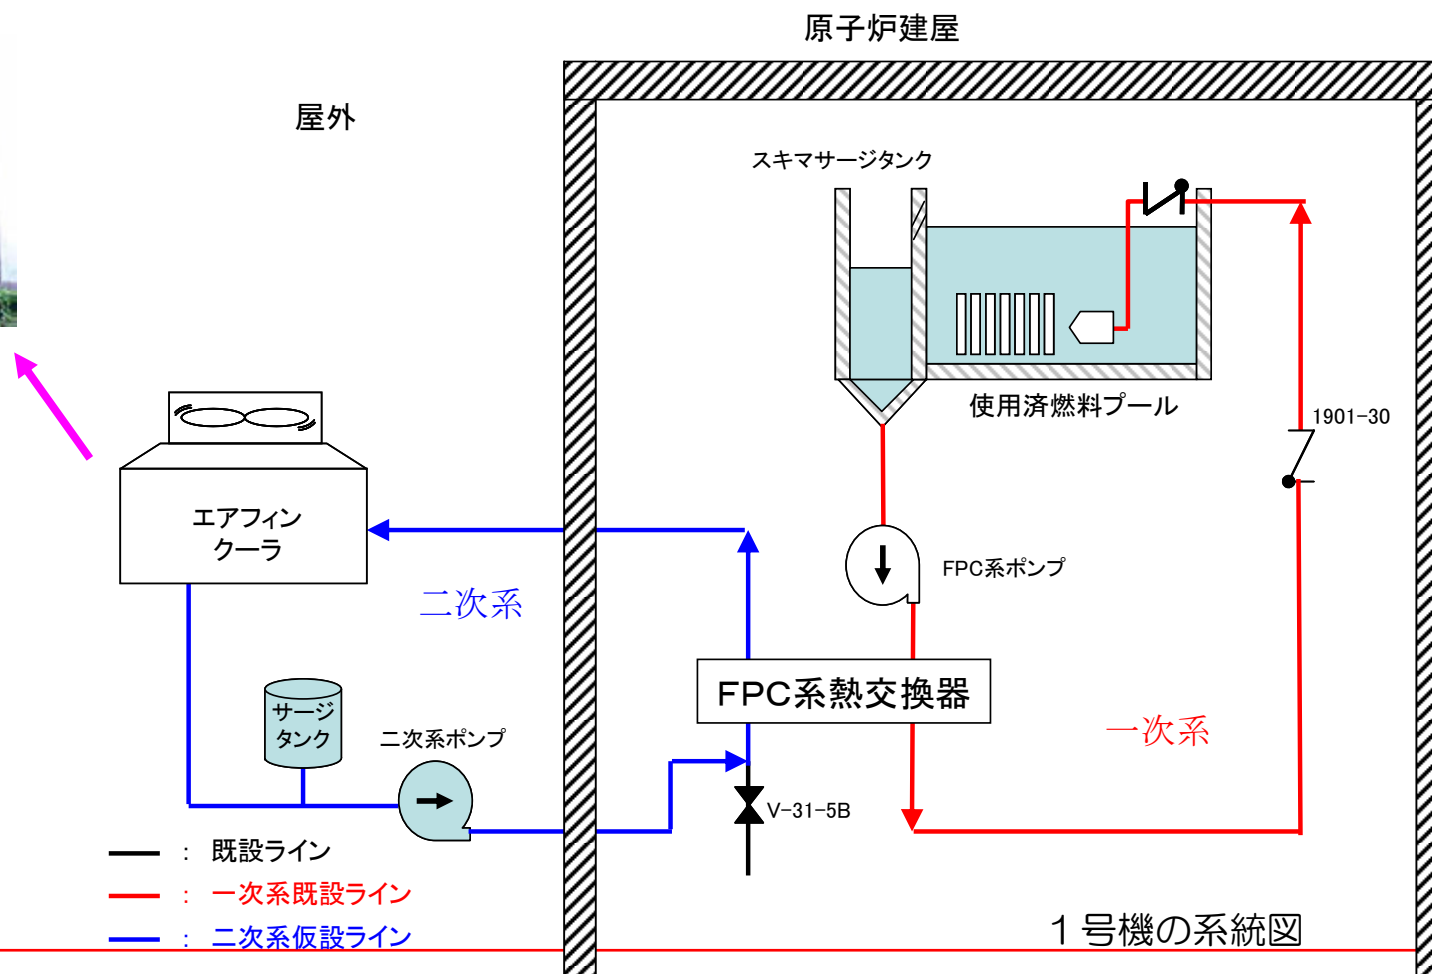 原子炉建屋
屋外
スキマサージタンク
使用済燃料プール
1901-30
エアフィン
クーラ
FPC系ポンプ
二次系
FPC系熱交換器
サージ
タンク
二次系ポンプ
一次系
V-31-5B
: 既設ライン
: 一次系既設ライン
: 二次系仮設ライン
1号機の系統図